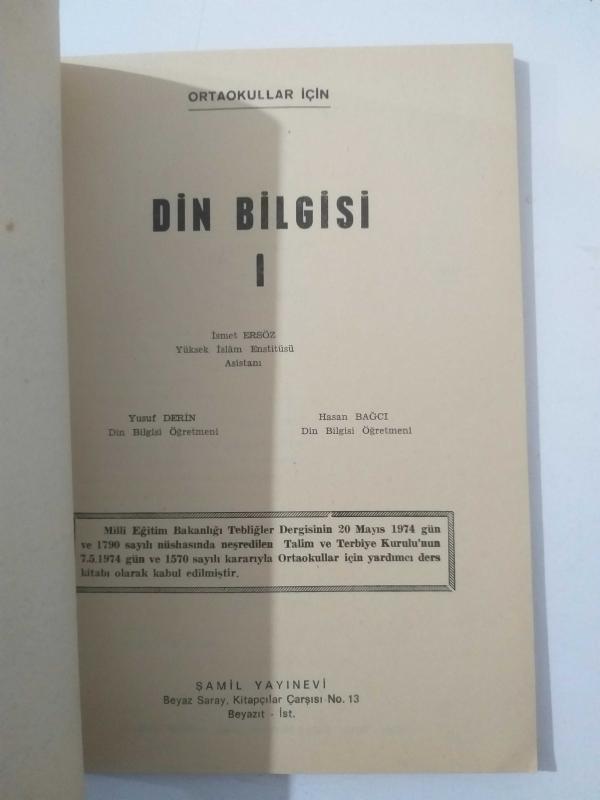 ORTAOKULLAR İÇİN
DİN BİLGİSİ
I
İsmet ERSÖZ
Yüksek İslâm Enstitüsü
Asistanı
Yusuf DERİN
Din Bilgisi Öğretmeni
Hasan BAĞCI
Din Bilgisi Öğretmeni
Milli Eğitim Bakanlığı Tebliğler Dergisinin 20 Mayıs 1974 gün
ve 1790 sayılı nüshasında neşredilen Talim ve Terbiye Kurulu'nun
7.5.1974 gün ve 1570 sayılı kararıyla Ortaokullar için yardımcı ders
kitabı olarak kabul edilmiştir.
ŞAMİL YAYINEVİ
Beyaz Saray, Kitapçılar Çarşısı No. 13
Beyazıt - İst.